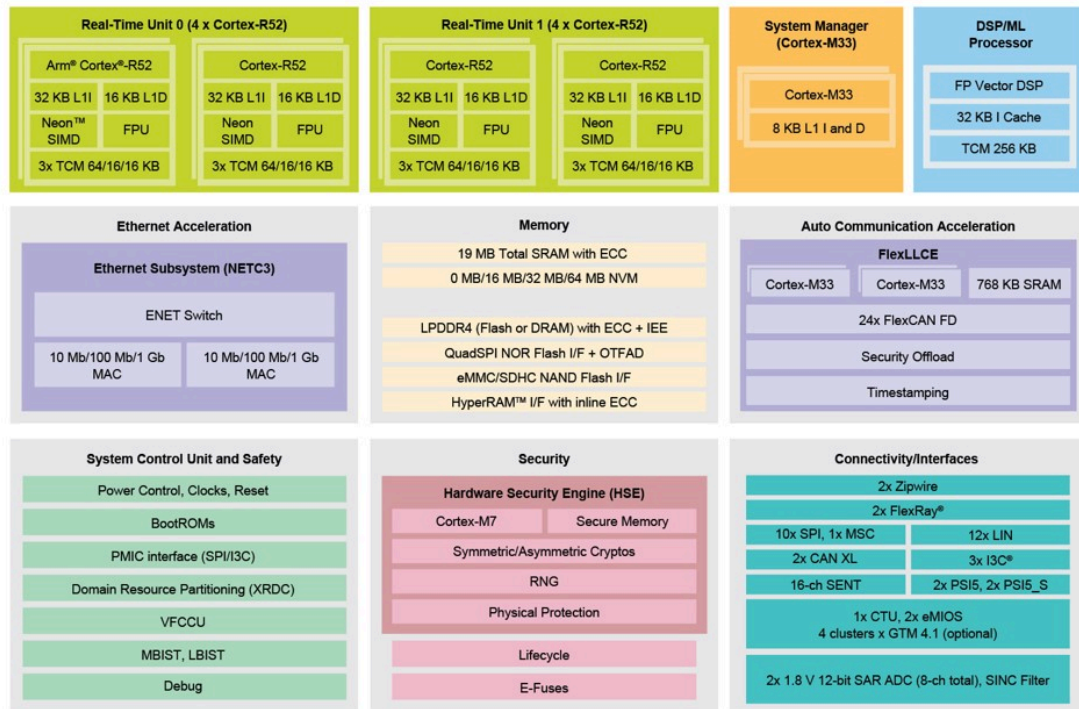 Real-Time Unit 0 (4 x Cortex-R52)
Arm® Cortex®-R52
32 KB L1I
16 KB L1D
Neon™
SIMD
FPU
3x TCM 64/16/16 KB
Cortex-R52
32 KB L1I
16 KB L1D
Neon
SIMD
FPU
3x TCM 64/16/16 KB
Real-Time Unit 1 (4 x Cortex-R52)
Cortex-R52
32 KB L1I
16 KB L1D
Neon
SIMD
FPU
3x TCM 64/16/16 KB
Cortex-R52
32 KB L1I
16 KB L1D
Neon
SIMD
FPU
3x TCM 64/16/16 KB
System Manager
(Cortex-M33)
Cortex-M33
8 KB L1 I and D
DSP/ML
Processor
FP Vector DSP
32 KB I Cache
TCM 256 KB
Ethernet Acceleration
Ethernet Subsystem (NETC3)
ENET Switch
10 Mb/100 Mb/1 Gb
MAC
10 Mb/100 Mb/1 Gb
MAC
Memory
19 MB Total SRAM with ECC
0 MB/16 MB/32 MB/64 MB NVM
LPDDR4 (Flash or DRAM) with ECC + IEE
QuadSPI NOR Flash I/F + OTFAD
eMMC/SDHC NAND Flash I/F
HyperRAM™ I/F with inline ECC
Auto Communication Acceleration
FlexLLCE
Cortex-M33
Cortex-M33
768 KB SRAM
24x FlexCAN FD
Security Offload
Timestamping
System Control Unit and Safety
Power Control, Clocks, Reset
BootROMs
PMIC interface (SPI/I3C)
Domain Resource Partitioning (XRDC)
VFCCU
MBIST, LBIST
Debug
Security
Hardware Security Engine (HSE)
Cortex-M7
Secure Memory
Symmetric/Asymmetric Cryptos
RNG
Physical Protection
Lifecycle
E-Fuses
Connectivity/Interfaces
2x Zipwire
2x FlexRay®
10x SPI, 1x MSC
12x LIN
2x CAN XL
3x I3C®
16-ch SENT
2x PSI5, 2x PSI5_S
1x CTU, 2x eMIOS
4 clusters x GTM 4.1 (optional)
2x 1.8 V 12-bit SAR ADC (8-ch total), SINC Filter